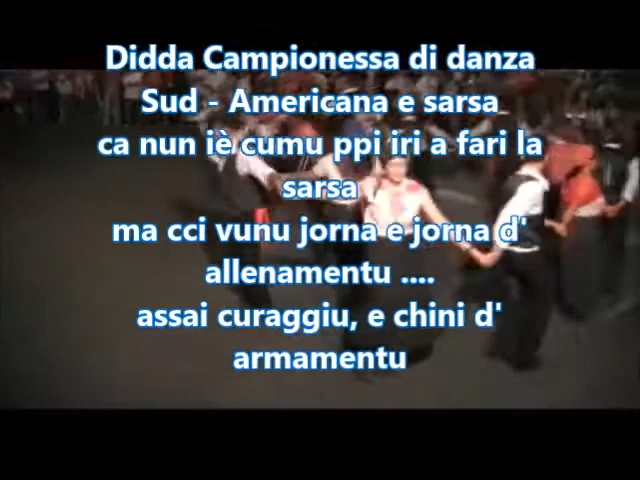 Didda Campionessa di danza
Sud - Americana e sarsa
ca nun iè cumu ppi iri a fari la
sarsa
ma cci vunu jorna e jorna d'
allenamentu ....
assai curaggiu, e chini d'
armamentu